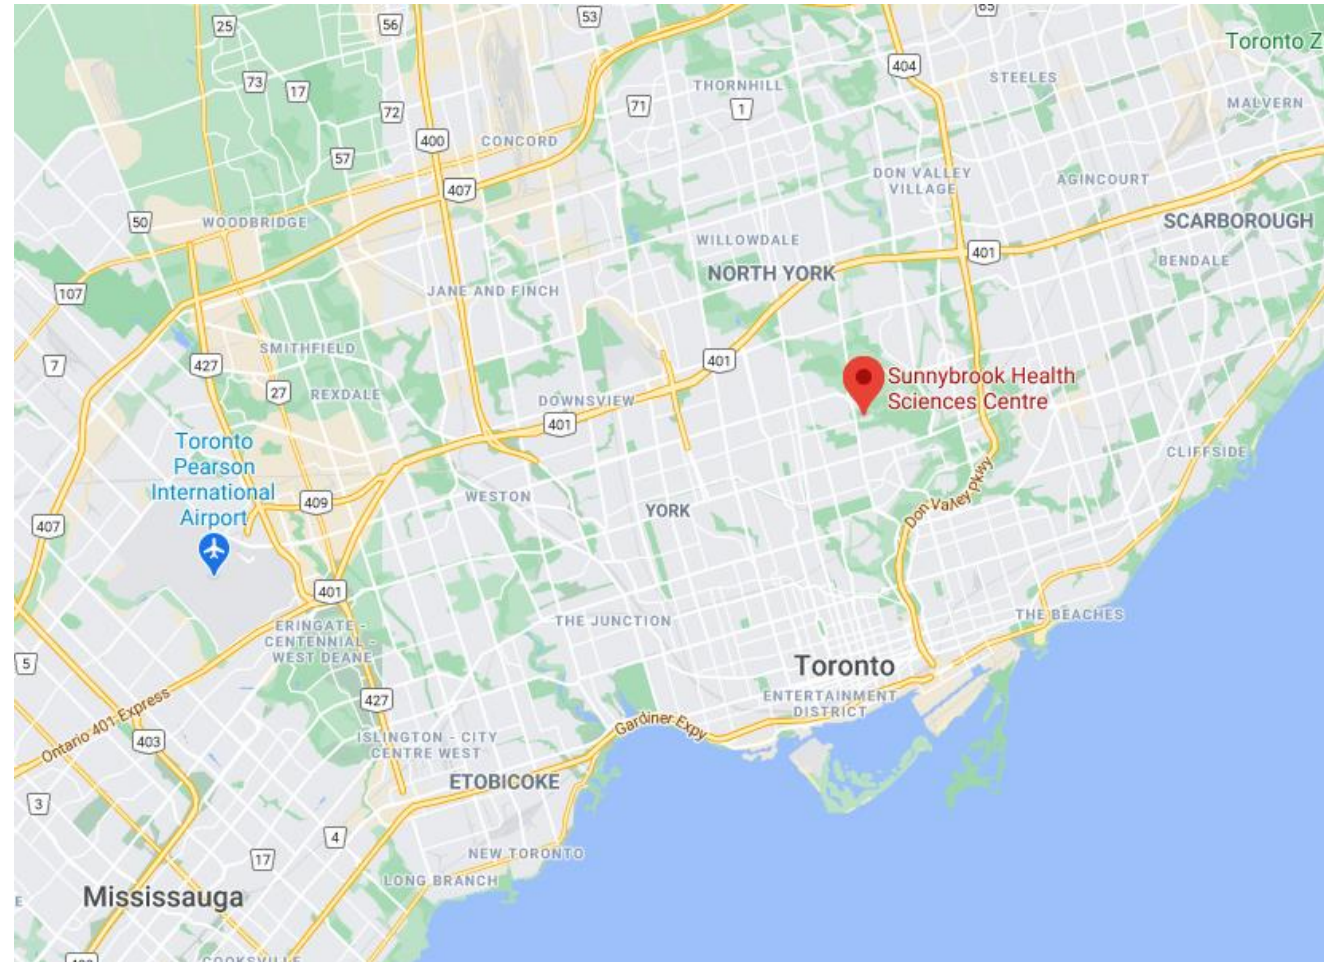 53
65
25
56
Toronto Z
404
STEELES
73
THORNHILL
17
MALVERN
71
1
72
400
CONCORD
57
DON VALLEY
VILLAGE
AGINCOURT
407
50
WOODBRIDGE
SCARBOROUGH
WILLOWDALE
401
BENDALE
NORTH YORK
107
JANE AND FINCH
SMITHFIELD
7
427
401
Sunnybrook Health
Sciences Centre
27
REXDALE
DOWNSVIEW
401
Toronto
Pearson
International
Airport
CLIFFSIDE
WESTON
409
Don Valley Pkwy
YORK
407
401
THE BEACHES
THE JUNCTION
ERINGATE -
CENTENNIAL -
WEST DEANE
5
Toronto
427
ENTERTAINMENT
DISTRICT
Ontario 401 Express
Gardiner Expy
403
ISLINGTON - CITY
CENTRE WEST
ETOBICOKE
3
4
NEW TORONTO
17
LONG BRANCH
Mississauga
E
COOKSVILLE